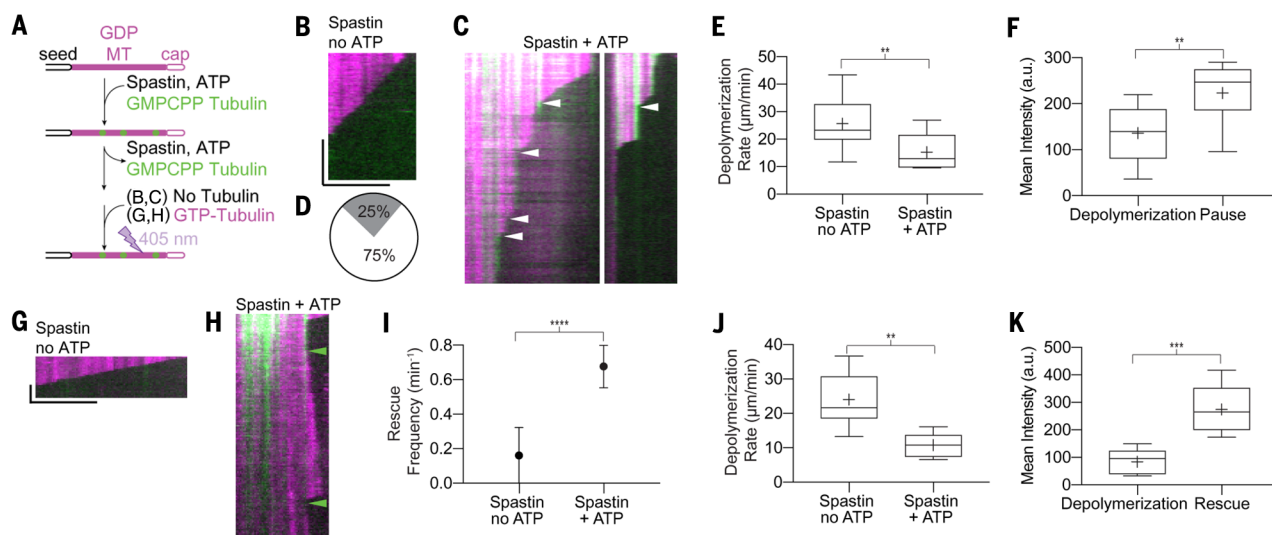 A
GDP
MT
seed
cap
Spastin, ATP
GMPCPP Tubulin
Spastin, ATP
GMPCPP Tubulin
(B,C) No Tubulin
(G,H) GTP-Tubulin
405 nm
B
Spastin
no ATP
C
Spastin + ATP
D
25%
75%
E
Depolymerization
Rate (µm/min)
50
40
30
20
10
0
**
Spastin
no ATP
Spastin
+ ATP
F
Mean Intensity (a.u.)
300
200
100
0
**
Depolymerization
Pause
G
Spastin
no ATP
H
Spastin + ATP
I
Rescue
Frequency (min⁻¹)
0.8
0.6
0.4
0.2
0.0
****
Spastin
no ATP
Spastin
+ ATP
J
Depolymerization
Rate (µm/min)
40
30
20
10
0
**
Spastin
no ATP
Spastin
+ ATP
K
Mean Intensity (a.u.)
500
400
300
200
100
0
***
Depolymerization
Rescue